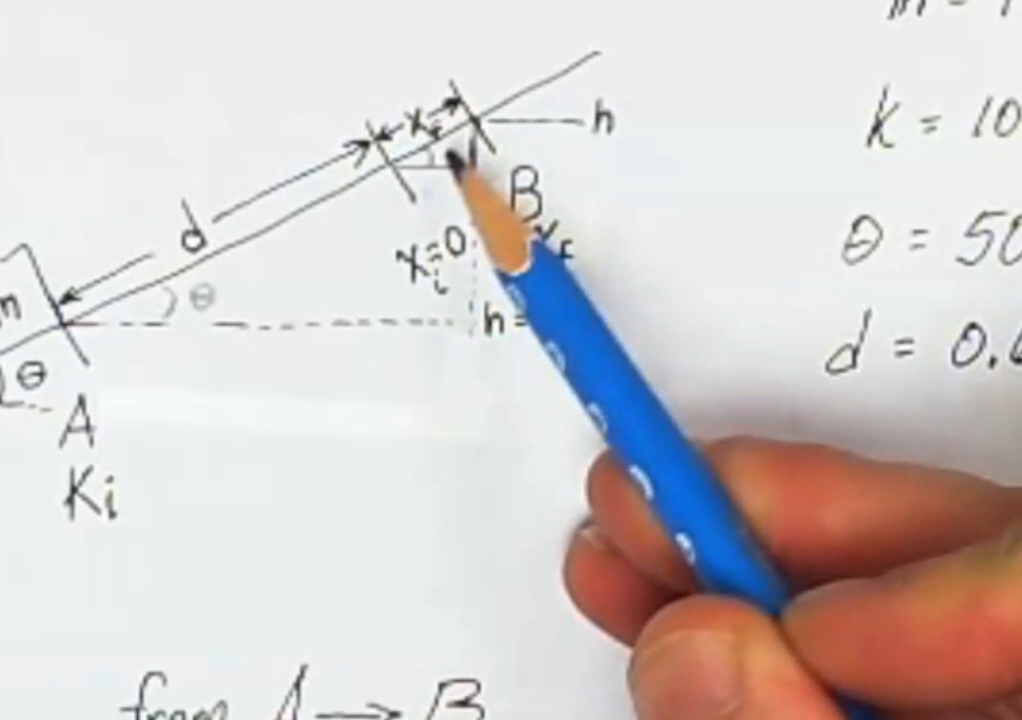 x_f
h
k = 10
B
d
θ = 50
x_i=0
x_f
θ
h =
d = 0.
θ
A
Ki
from A → B